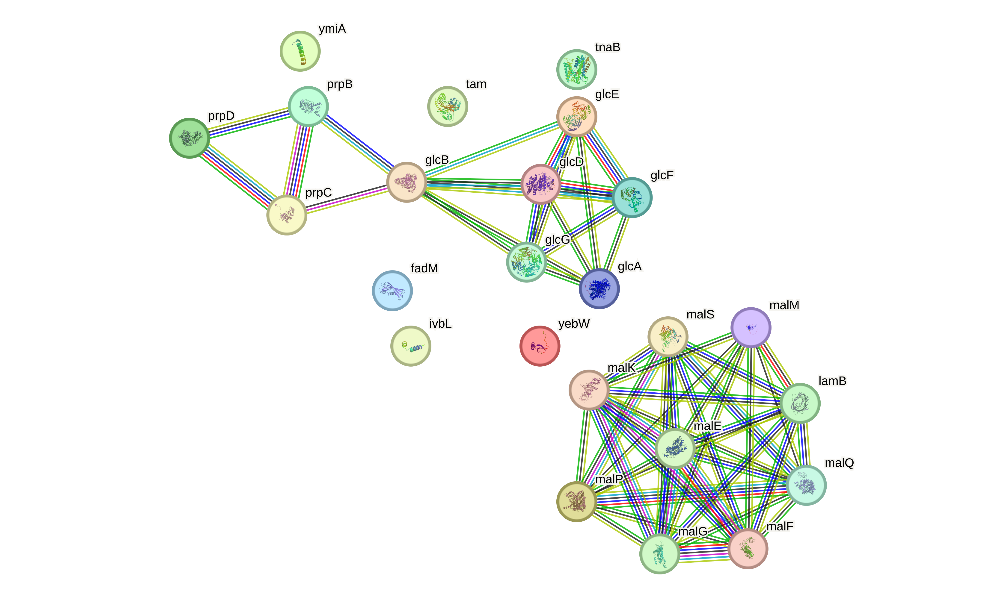 ymiA
tnaB
prpB
tam
glcE
prpD
glcB
glcD
glcF
prpC
glcG
fadM
glcA
malM
malS
ivbL
yebW
malK
lamB
malE
malQ
malP
malF
malG